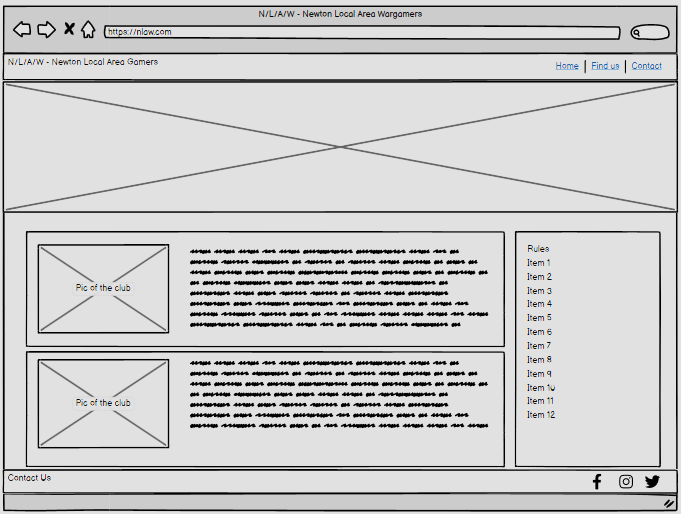 N/L/A/W - Newton Local Area Wargamers
https://nlaw.com
N/L/A/W - Newton Local Area Gamers
Home | Find us | Contact
Pic of the club
Pic of the club
Rules
Item 1
Item 2
Item 3
Item 4
Item 5
Item 6
Item 7
Item 8
Item 9
Item 10
Item 11
Item 12
Contact Us